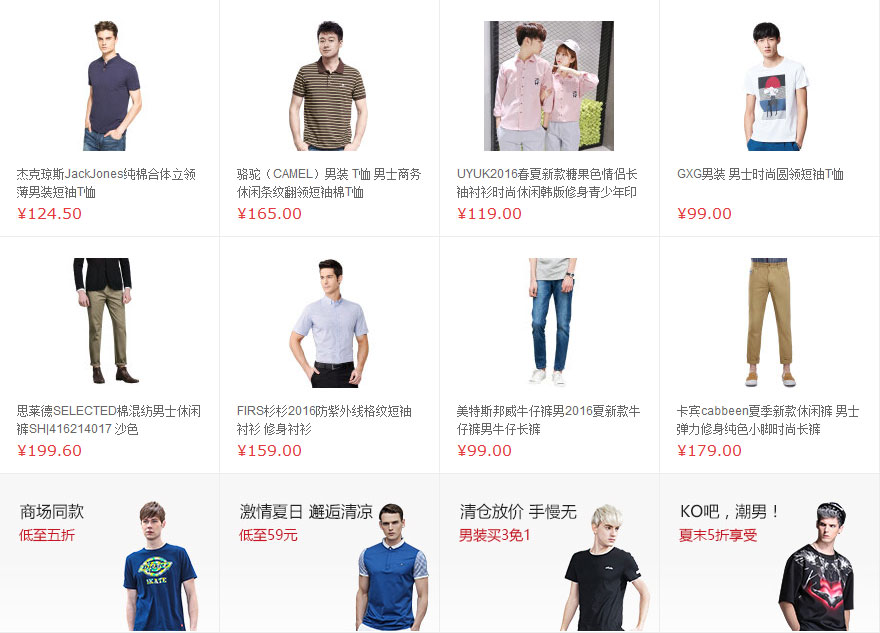 杰克琼斯JackJones纯棉合体立领
薄男装短袖T恤
¥124.50
骆驼（CAMEL）男装 T恤 男士商务
休闲条纹翻领短袖棉T恤
¥165.00
UYUK2016春夏新款糖果色情侣长
袖衬衫时尚休闲韩版修身青少年印
¥119.00
GXG男装 男士时尚圆领短袖T恤
¥99.00
思莱德SELECTED棉混纺男士休闲
裤SH|416214017 沙色
¥199.60
FIRS杉杉2016防紫外线格纹短袖
衬衫 修身衬衫
¥159.00
美特斯邦威牛仔裤男2016夏新款牛
仔裤男牛仔长裤
¥99.00
卡宾cabbeen夏季新款休闲裤 男士
弹力修身纯色小脚时尚长裤
¥179.00
商场同款
低至五折
SKATE
激情夏日 邂逅清凉
低至59元
清仓放价 手慢无
男装买3免1
KO吧，潮男！
夏末5折享受